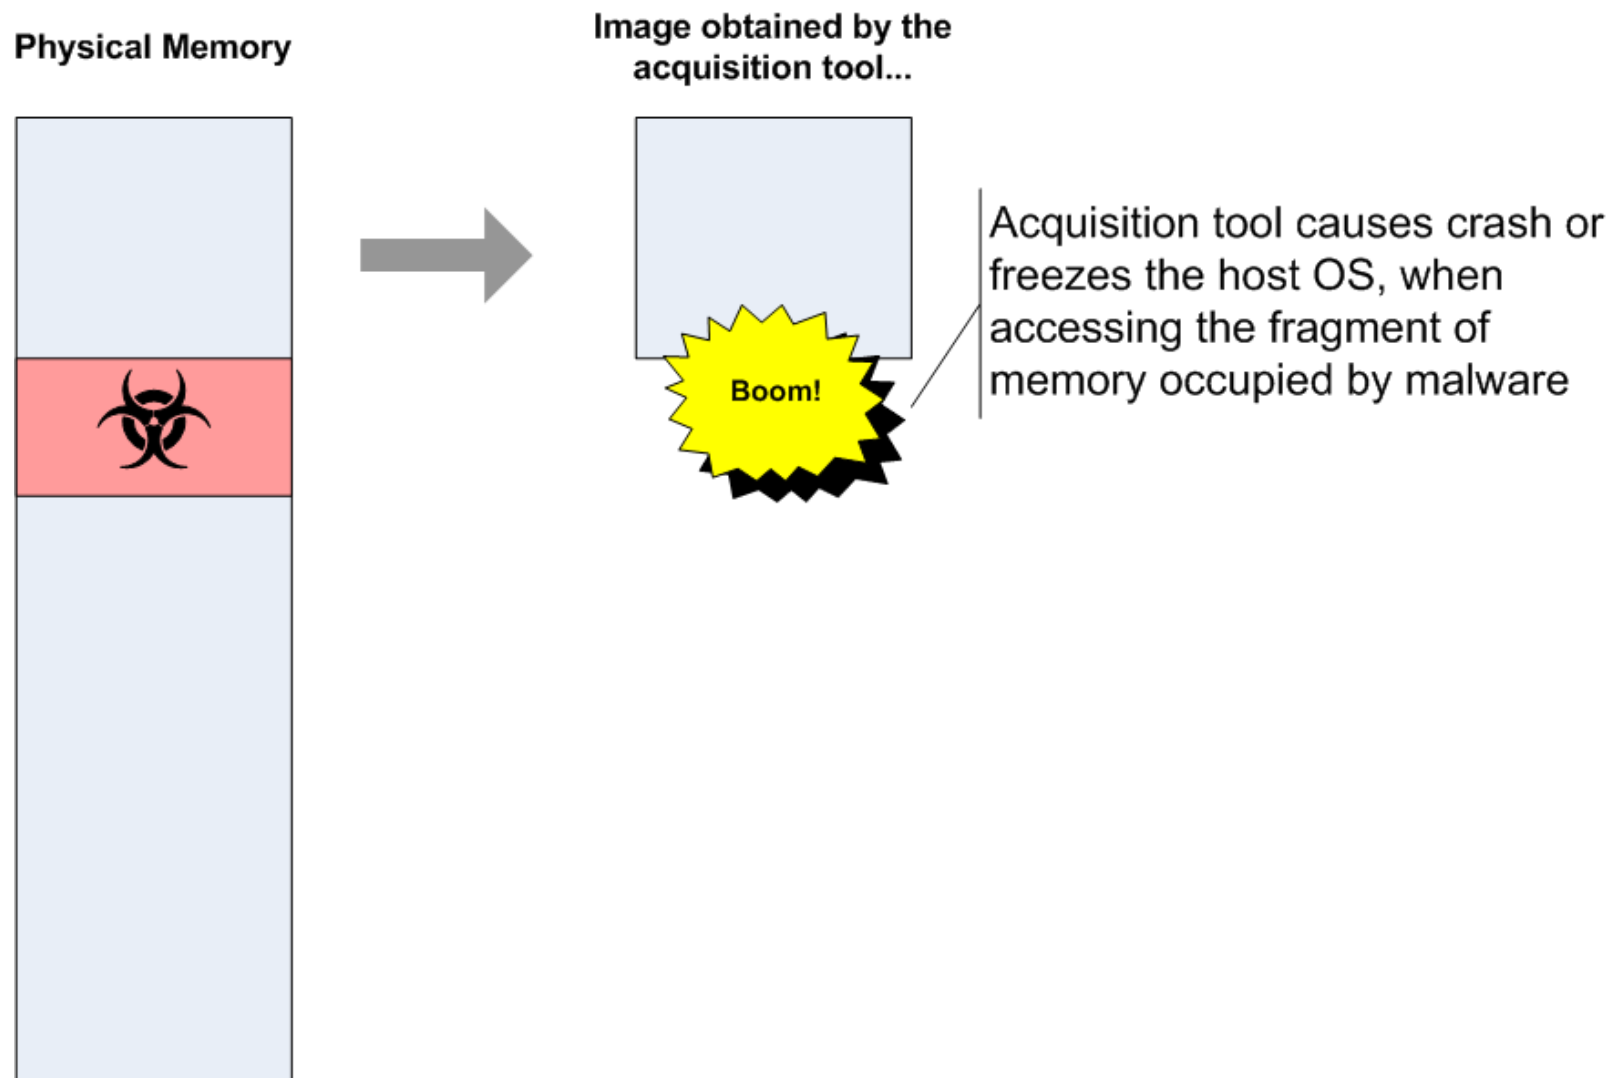 Physical Memory
Image obtained by the
acquisition tool...
Boom!
Acquisition tool causes crash or
freezes the host OS, when
accessing the fragment of
memory occupied by malware